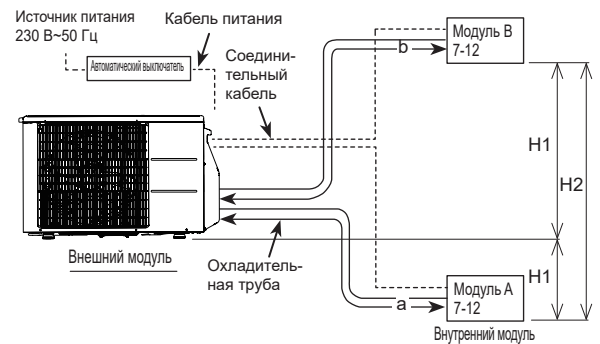 Источник питания
230 В~50 Гц
Кабель питания
Автоматический выключатель
Соедини-
тельный
кабель
b
Модуль B
7-12
H1
H2
Внешний модуль
Охладитель-
ная труба
a
Модуль A
7-12
H1
Внутренний модуль